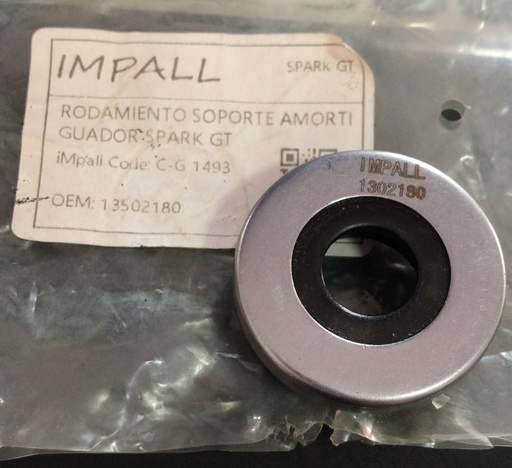 IMPALL
SPARK GT
RODAMIENTO SOPORTE AMORTI
GUADOR SPARK GT
iMpall Code: C-G 1493
OEM: 13502180
IMPALL
1302180